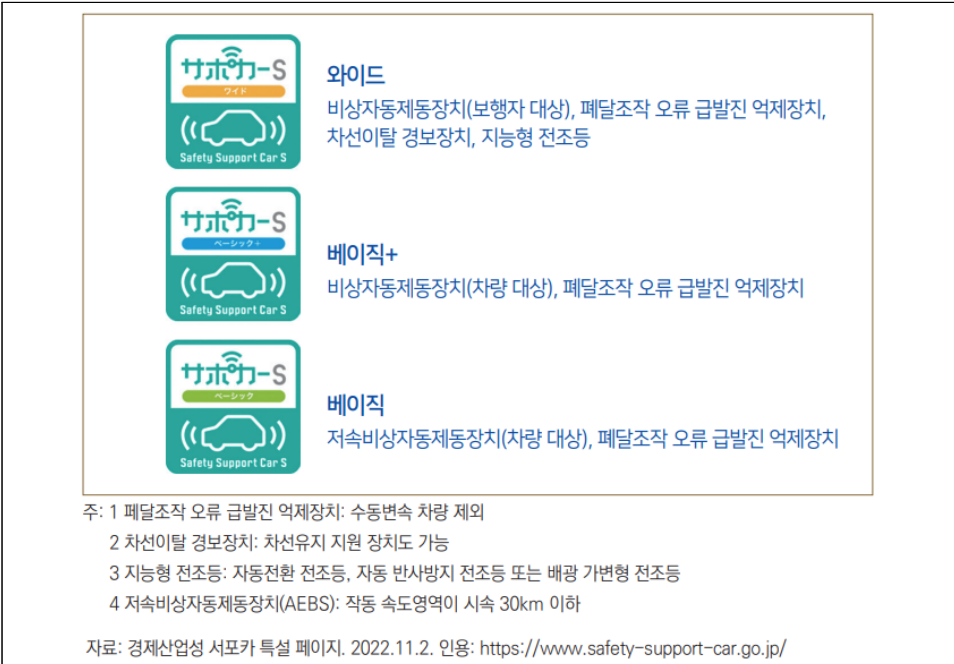 サポカーS
ワイド
Safety Support Car S
와이드
비상자동제동장치(보행자 대상), 페달조작 오류 급발진 억제장치,
차선이탈 경보장치, 지능형 전조등
サポカーS
ベーシック+
Safety Support Car S
베이직+
비상자동제동장치(차량 대상), 페달조작 오류 급발진 억제장치
サポカーS
ベーシック
Safety Support Car S
베이직
저속비상자동제동장치(차량 대상), 페달조작 오류 급발진 억제장치
주: 1 페달조작 오류 급발진 억제장치: 수동변속 차량 제외
2 차선이탈 경보장치: 차선유지 지원 장치도 가능
3 지능형 전조등: 자동전환 전조등, 자동 반사방지 전조등 또는 배광 가변형 전조등
4 저속비상자동제동장치(AEBS): 작동 속도영역이 시속 30km 이하
자료: 경제산업성 서포카 특설 페이지. 2022.11.2. 인용: https://www.safety-support-car.go.jp/